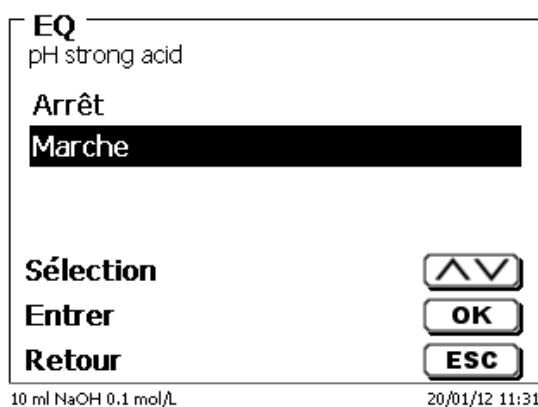 EQ
pH strong acid
Arrêt
Marche
Sélection
Entrer OK
Retour ESC
10 ml NaOH 0.1 mol/L 20/01/12 11:31